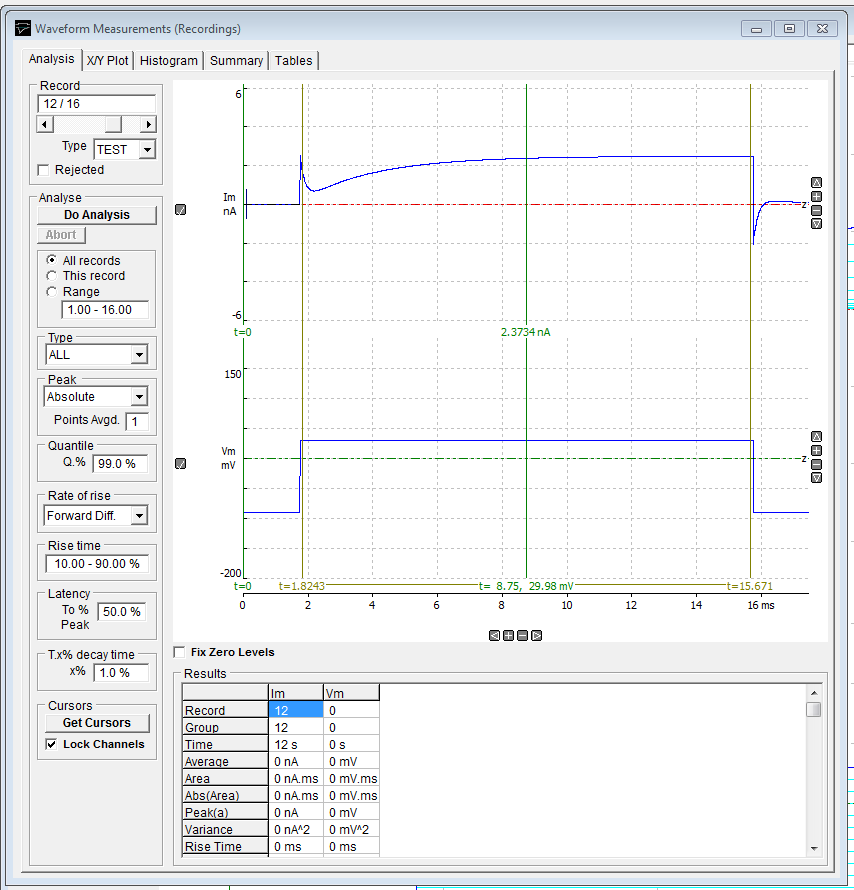 Waveform Measurements (Recordings)
Analysis X/Y Plot Histogram Summary Tables
Record
12 / 16
Type TEST
Rejected
Analyse
Do Analysis
Abort
All records
This record
Range
1.00 - 16.00
Type
ALL
Peak
Absolute
Points Avgd. 1
Quantile
Q.% 99.0 %
Rate of rise
Forward Diff.
Rise time
10.00 - 90.00 %
Latency
To % 50.0 %
Peak
T.x% decay time
x% 1.0 %
Cursors
Get Cursors
Lock Channels
6
Im
nA
z
-6
t=0 2.3734 nA
150
Vm
mV
z
-200
t=0 t=1.8243 t= 8.75, 29.98 mV t=15.671
0 2 4 6 8 10 12 14 16 ms
Fix Zero Levels
Results
Im Vm
Record 12 0
Group 12 0
Time 12 s 0 s
Average 0 nA 0 mV
Area 0 nA.ms 0 mV.ms
Abs(Area) 0 nA.ms 0 mV.ms
Peak(a) 0 nA 0 mV
Variance 0 nA^2 0 mV^2
Rise Time 0 ms 0 ms